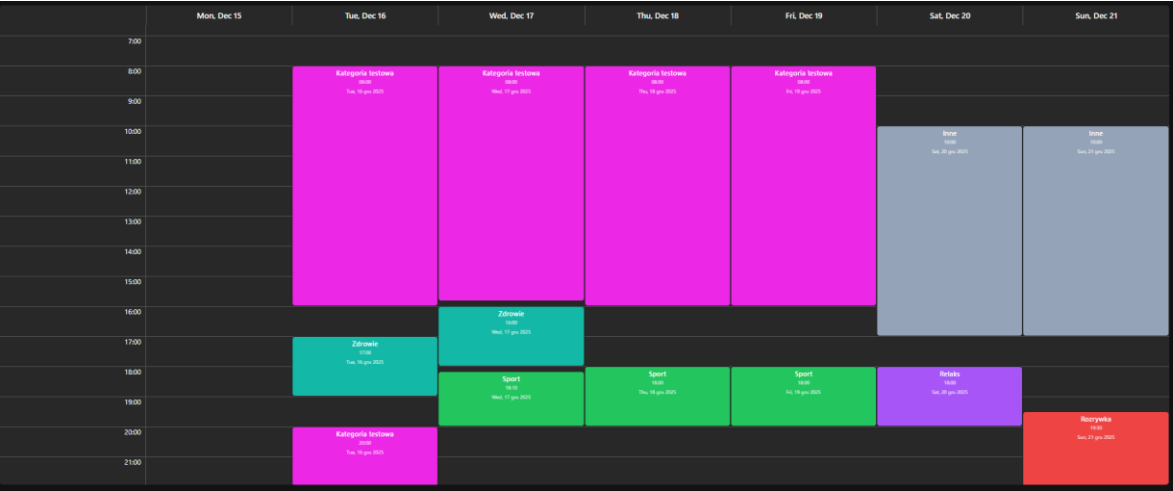 Mon, Dec 15
Tue, Dec 16
Wed, Dec 17
Thu, Dec 18
Fri, Dec 19
Sat, Dec 20
Sun, Dec 21
7:00
8:00
9:00
10:00
11:00
12:00
13:00
14:00
15:00
16:00
17:00
18:00
19:00
20:00
21:00
Kategoria testowa
08:00
Tue, 16 gru 2025
Zdrowie
17:00
Tue, 16 gru 2025
Kategoria testowa
20:00
Tue, 16 gru 2025
Kategoria testowa
08:00
Wed, 17 gru 2025
Zdrowie
16:00
Wed, 17 gru 2025
Sport
18:10
Wed, 17 gru 2025
Kategoria testowa
08:00
Thu, 18 gru 2025
Sport
18:00
Thu, 18 gru 2025
Kategoria testowa
08:00
Fri, 19 gru 2025
Sport
18:00
Fri, 19 gru 2025
Inne
10:00
Sat, 20 gru 2025
Relaks
18:00
Sat, 20 gru 2025
Inne
10:00
Sun, 21 gru 2025
Rozrywka
Sun, 21 gru 2025